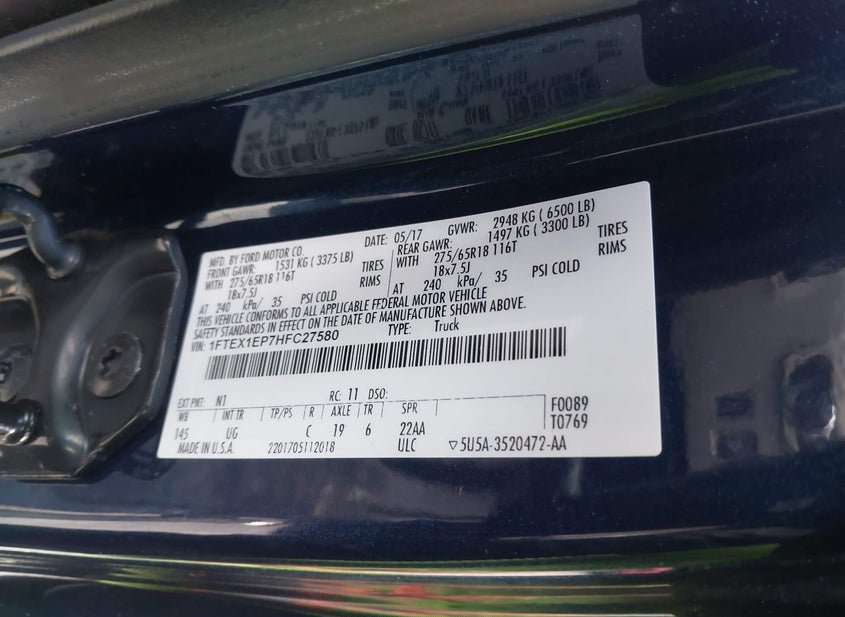 MFD. BY FORD MOTOR CO.
DATE: 05/17 GVWR: 2948 KG ( 6500 LB)
FRONT GAWR: 1531 KG ( 3375 LB) REAR GAWR: 1497 KG ( 3300 LB)
WITH 275/65R18 116T TIRES WITH 275/65R18 116T TIRES
18x7.5J RIMS 18x7.5J RIMS
AT 240 kPa/ 35 PSI COLD AT 240 kPa/ 35 PSI COLD
THIS VEHICLE CONFORMS TO ALL APPLICABLE FEDERAL MOTOR VEHICLE
SAFETY STANDARDS IN EFFECT ON THE DATE OF MANUFACTURE SHOWN ABOVE.
VIN: 1FTEX1EP7HFC27580 TYPE: Truck
EXT PNT: N1 RC: 11 DSO: F0089
WB INT TR TP/PS R AXLE TR SPR T0769
145 UG C 19 6 22AA
MADE IN U.S.A. 2201705112018 ULC ▽5U5A-3520472-AA